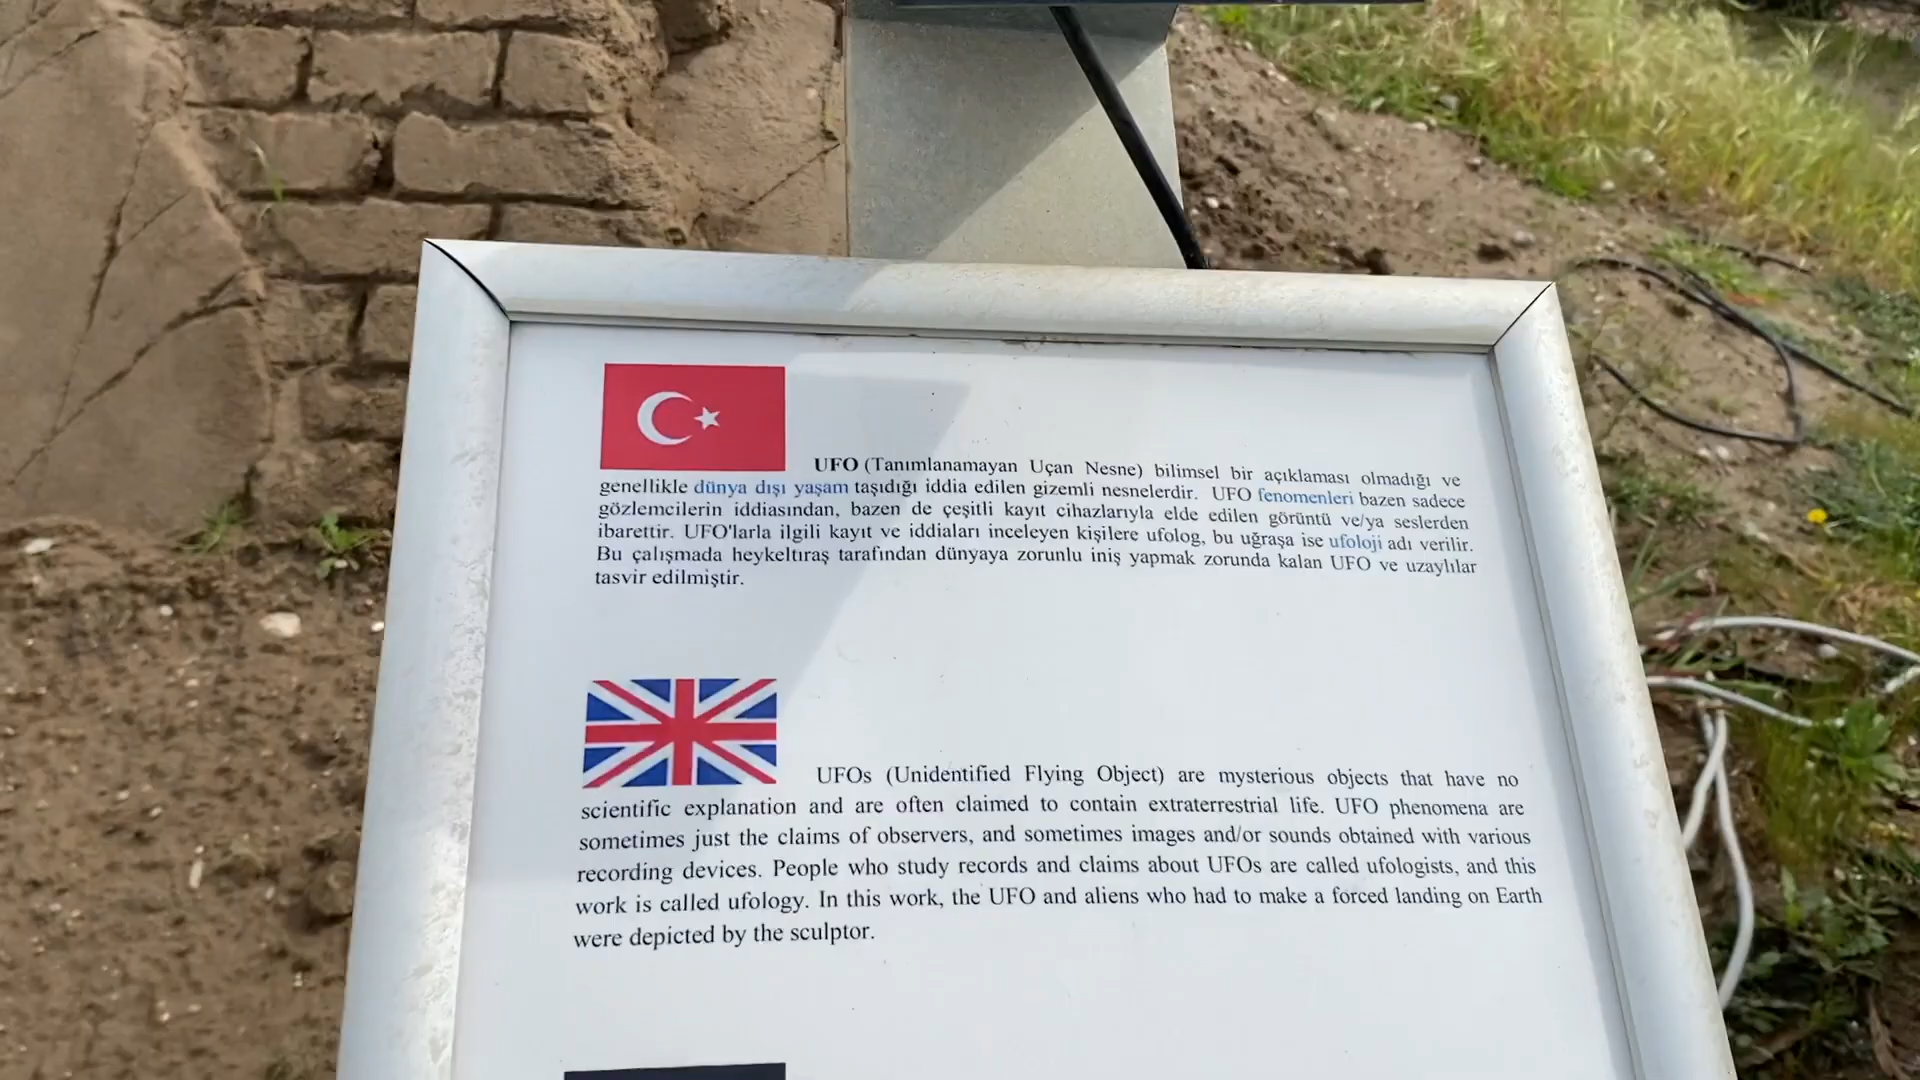 UFO (Tanımlanamayan Uçan Nesne) bilimsel bir açıklaması olmadığı ve
genellikle dünya dışı yaşam taşıdığı iddia edilen gizemli nesnelerdir. UFO fenomenleri bazen sadece
gözlemcilerin iddiasından, bazen de çeşitli kayıt cihazlarıyla elde edilen görüntü ve/ya seslerden
ibarettir. UFO'larla ilgili kayıt ve iddiaları inceleyen kişilere ufolog, bu uğraşa ise ufoloji adı verilir.
Bu çalışmada heykeltıraş tarafından dünyaya zorunlu iniş yapmak zorunda kalan UFO ve uzaylılar
tasvir edilmiştir.
UFOs (Unidentified Flying Object) are mysterious objects that have no
scientific explanation and are often claimed to contain extraterrestrial life. UFO phenomena are
sometimes just the claims of observers, and sometimes images and/or sounds obtained with various
recording devices. People who study records and claims about UFOs are called ufologists, and this
work is called ufology. In this work, the UFO and aliens who had to make a forced landing on Earth
were depicted by the sculptor.